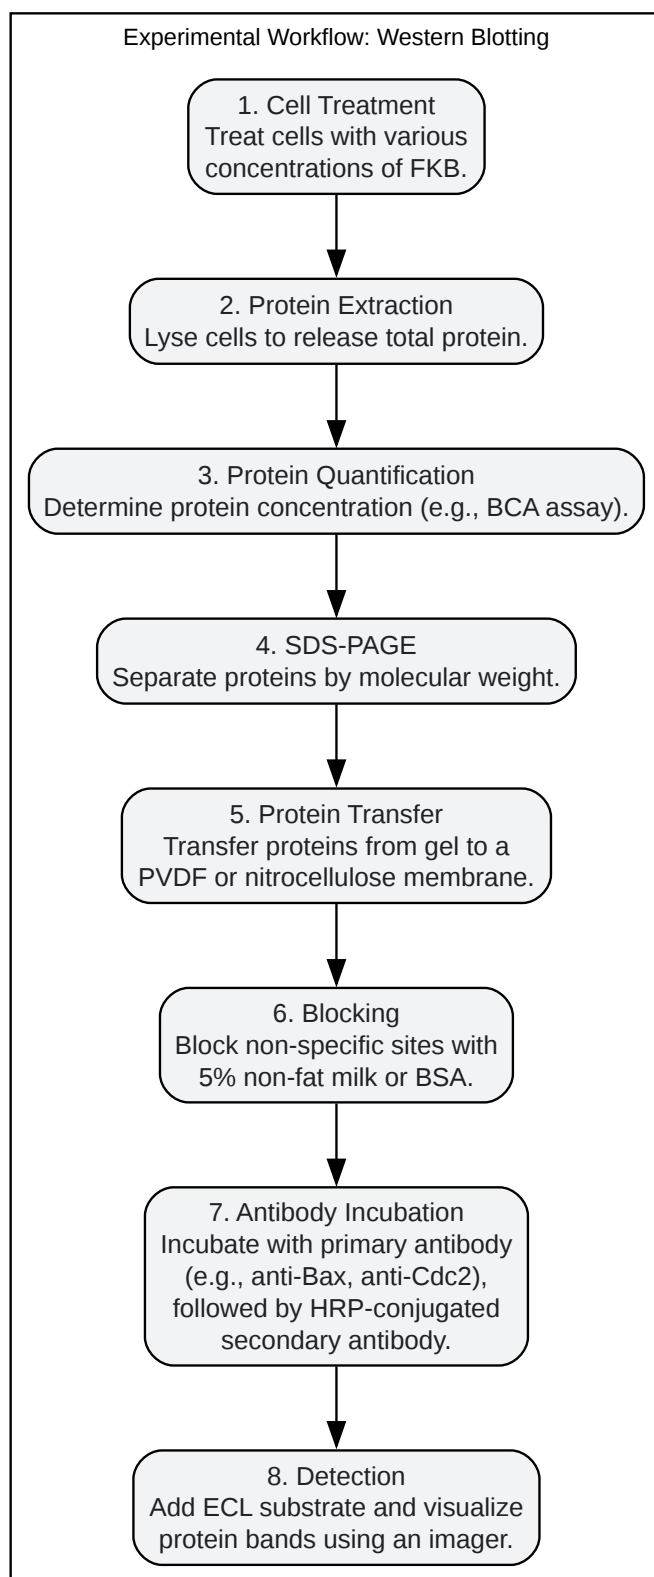 Experimental Workflow: Western Blotting
1. Cell Treatment
Treat cells with various
concentrations of FKB.
2. Protein Extraction
Lyse cells to release total protein.
3. Protein Quantification
Determine protein concentration (e.g., BCA assay).
4. SDS-PAGE
Separate proteins by molecular weight.
5. Protein Transfer
Transfer proteins from gel to a
PVDF or nitrocellulose membrane.
6. Blocking
Block non-specific sites with
5% non-fat milk or BSA.
7. Antibody Incubation
Incubate with primary antibody
(e.g., anti-Bax, anti-Cdc2),
followed by HRP-conjugated
secondary antibody.
8. Detection
Add ECL substrate and visualize
protein bands using an imager.